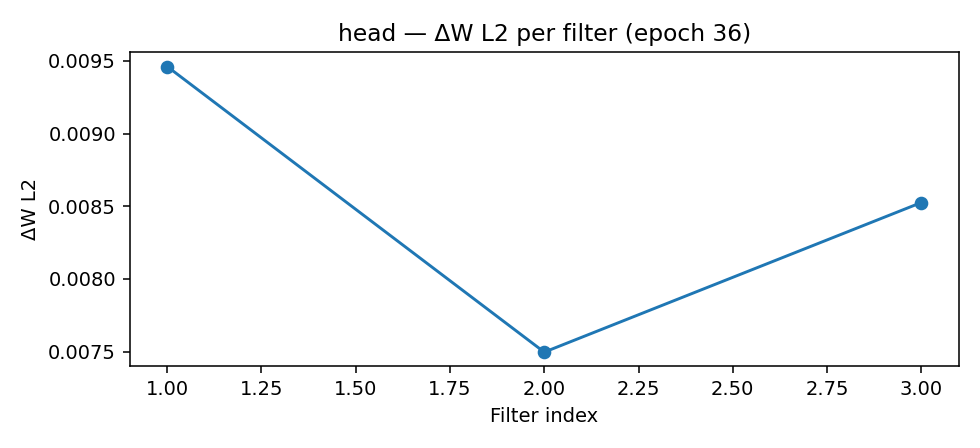 head — ΔW L2 per filter (epoch 36)
0.0095
0.0090
0.0085
0.0080
0.0075
ΔW L2
1.00 1.25 1.50 1.75 2.00 2.25 2.50 2.75 3.00
Filter index